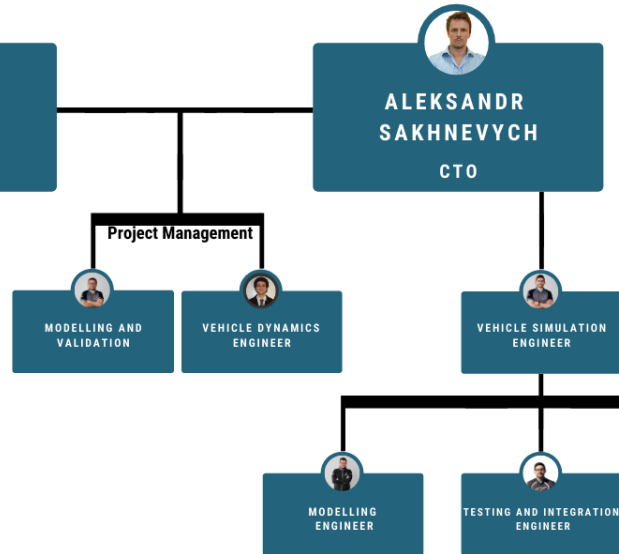 ALEKSANDR
SAKHNEVYCH
CTO
Project Management
MODELLING AND
VALIDATION
VEHICLE DYNAMICS
ENGINEER
VEHICLE SIMULATION
ENGINEER
MODELLING
ENGINEER
TESTING AND INTEGRATION
ENGINEER